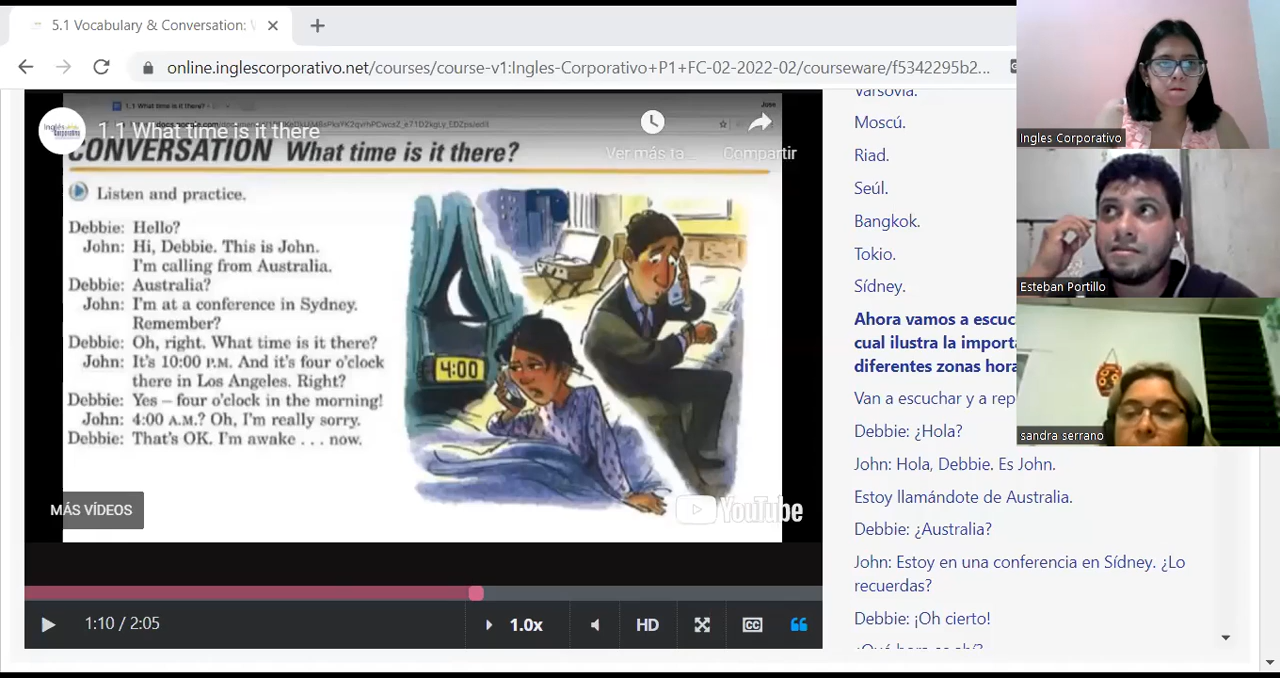 5.1 Vocabulary & Conversation:
online.inglescorporativo.net/courses/course-v1:Ingles-Corporativo+P1+FC-02-2022-02/courseware/f5342295b2...
1.1 What time is it there
CONVERSATION What time is it there?
Ver más ta...
Compartir
Listen and practice.
Debbie: Hello?
John: Hi, Debbie. This is John.
I'm calling from Australia.
Debbie: Australia?
John: I'm at a conference in Sydney.
Remember?
Debbie: Oh, right. What time is it there?
John: It's 10:00 P.M. And it's four o'clock
there in Los Angeles. Right?
Debbie: Yes – four o'clock in the morning!
John: 4:00 A.M.? Oh, I'm really sorry.
Debbie: That's OK. I'm awake . . . now.
4:00
MÁS VÍDEOS
YouTube
1:10 / 2:05
1.0x
HD
CC
Varsovia.
Moscú.
Riad.
Seúl.
Bangkok.
Tokio.
Sídney.
Ahora vamos a escuc
cual ilustra la importa
diferentes zonas hora
Van a escuchar y a rep
Debbie: ¿Hola?
John: Hola, Debbie. Es John.
Estoy llamándote de Australia.
Debbie: ¿Australia?
John: Estoy en una conferencia en Sídney. ¿Lo
recuerdas?
Debbie: ¡Oh cierto!
¿Qué hora es ahí?
Ingles Corporativo
Esteban Portillo
sandra serrano